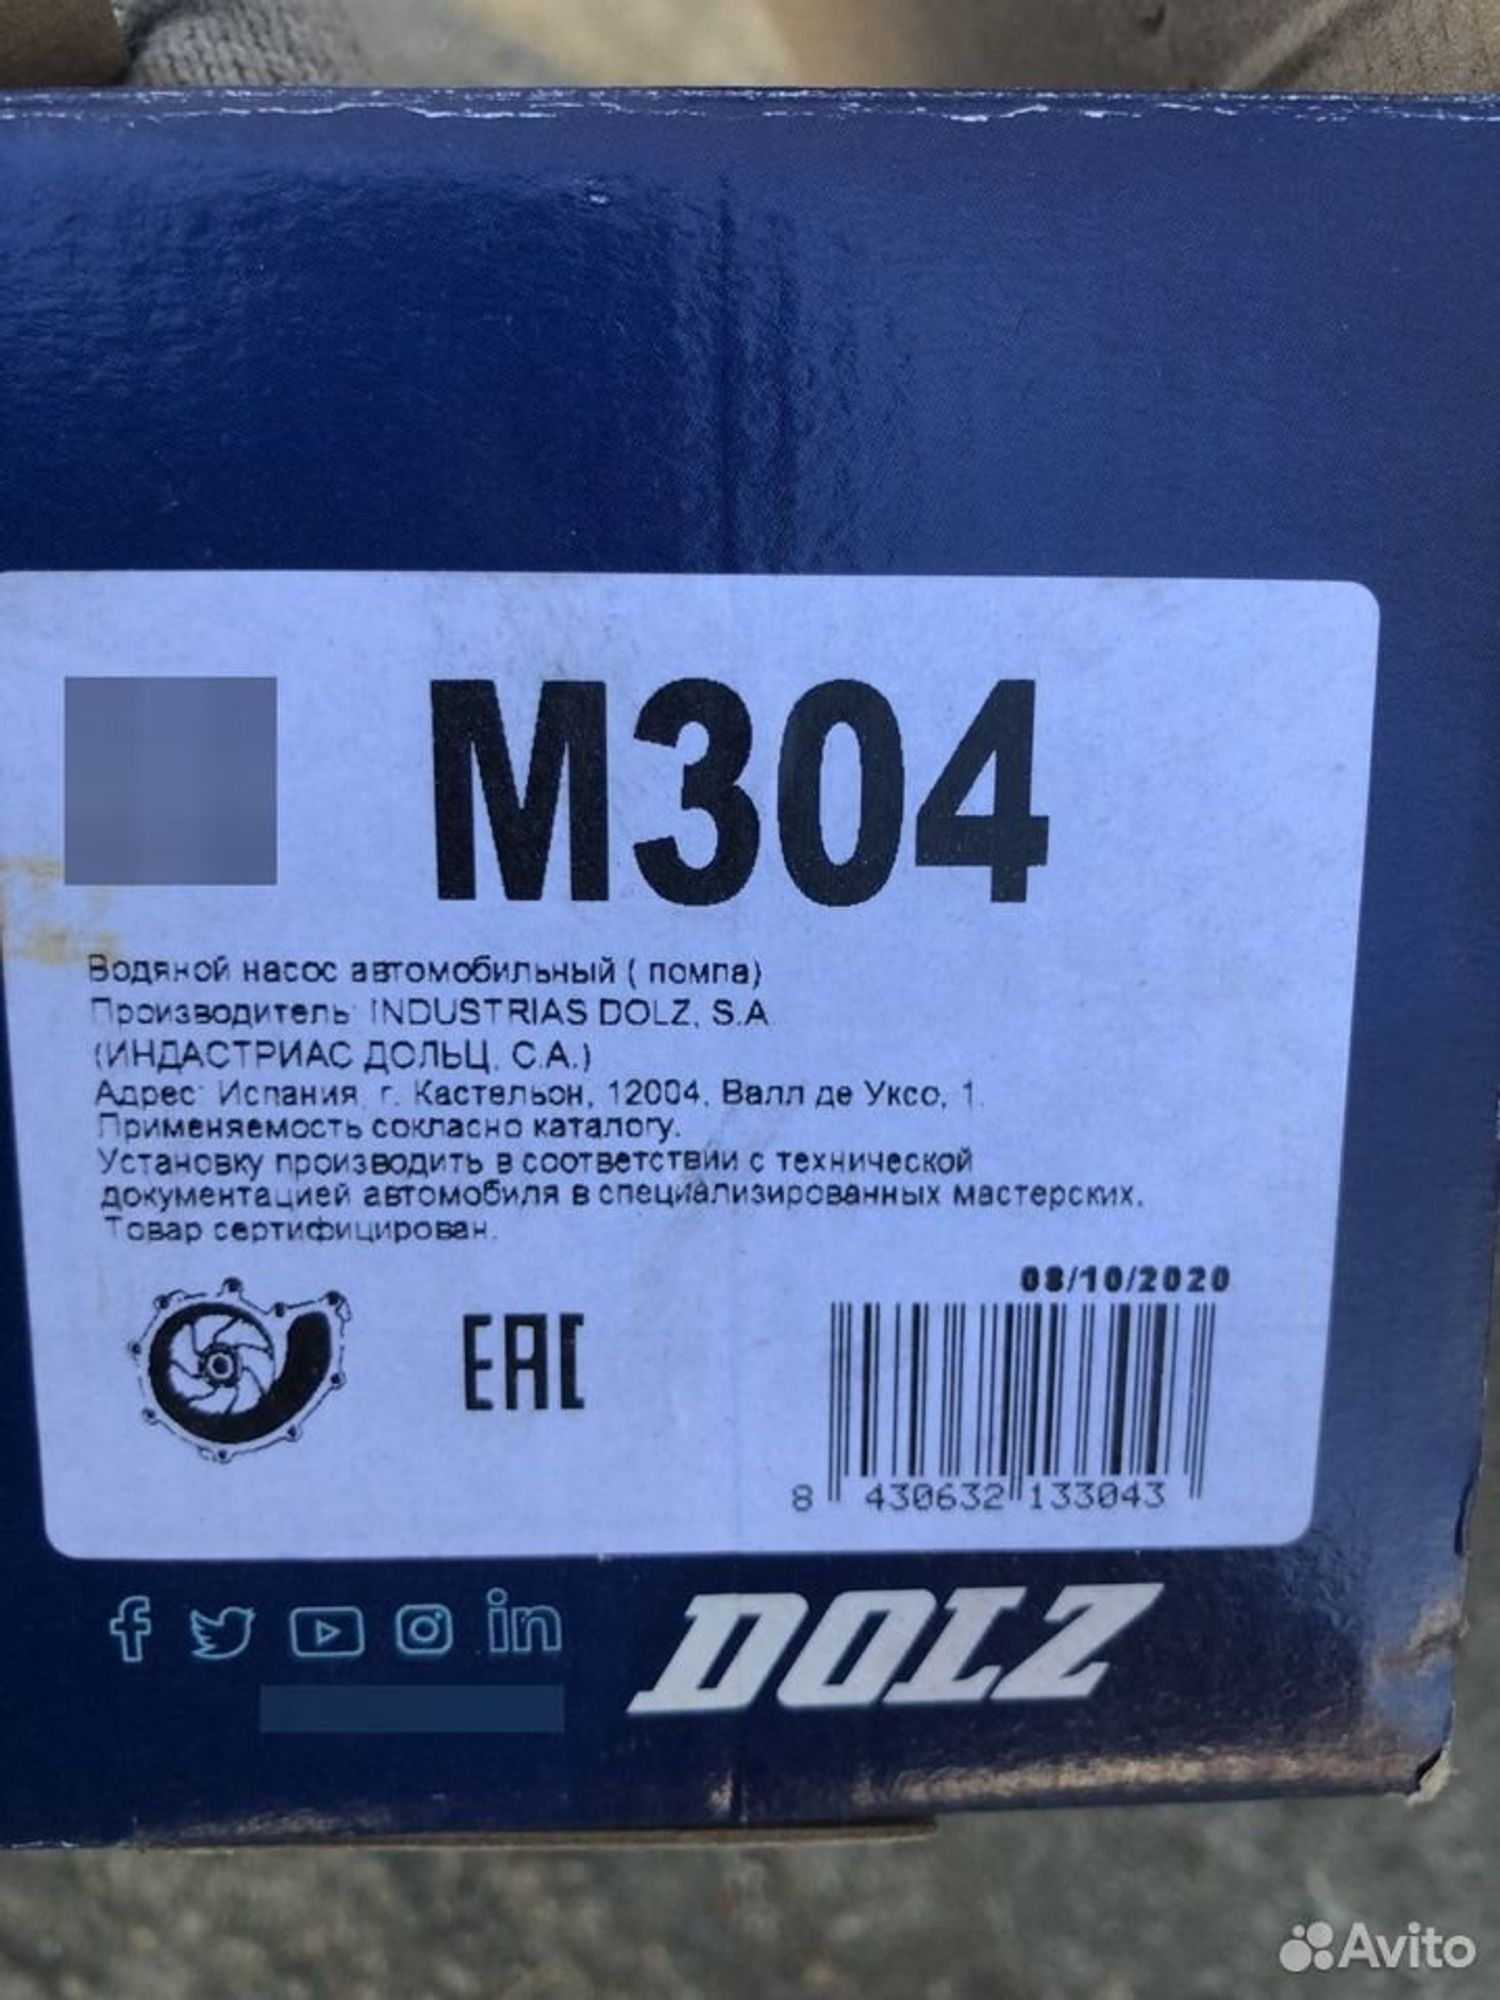 M304
Водяной насос автомобильный ( помпа)
Производитель: INDUSTRIAS DOLZ, S.A.
(ИНДАСТРИАС ДОЛЬЦ, С.А.)
Адрес: Испания, г. Кастельон, 12004, Валл де Уксо, 1.
Применяемость сокласно каталогу.
Установку производить в соответствии с технической
документацией автомобиля в специализированных мастерских.
Товар сертифицирован.
EAC
08/10/2020
8 430632 133043
f
in
DOLZ
Avito